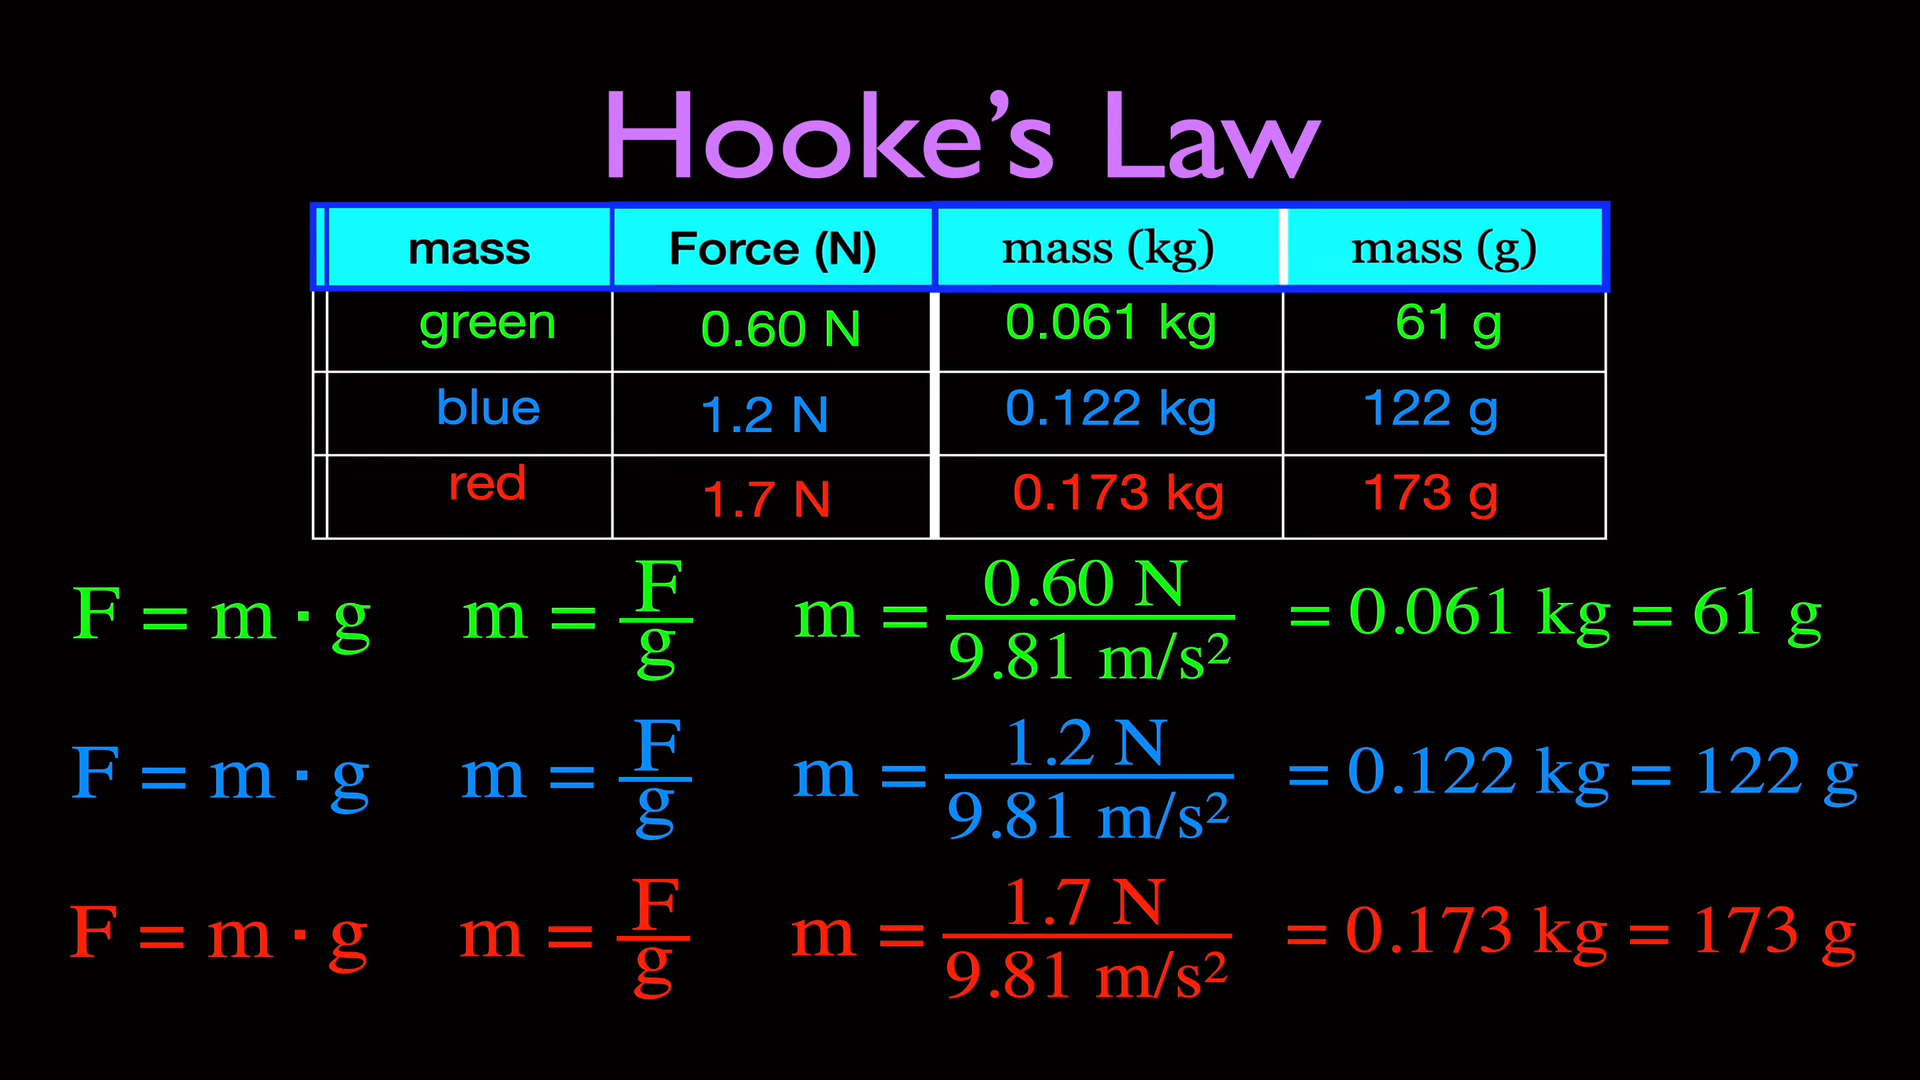 Hooke’s Law
mass Force (N) mass (kg) mass (g)
green 0.60 N 0.061 kg 61 g
blue 1.2 N 0.122 kg 122 g
red 1.7 N 0.173 kg 173 g
F = m · g m = F/g m = 0.60 N / 9.81 m/s² = 0.061 kg = 61 g
F = m · g m = F/g m = 1.2 N / 9.81 m/s² = 0.122 kg = 122 g
F = m · g m = F/g m = 1.7 N / 9.81 m/s² = 0.173 kg = 173 g